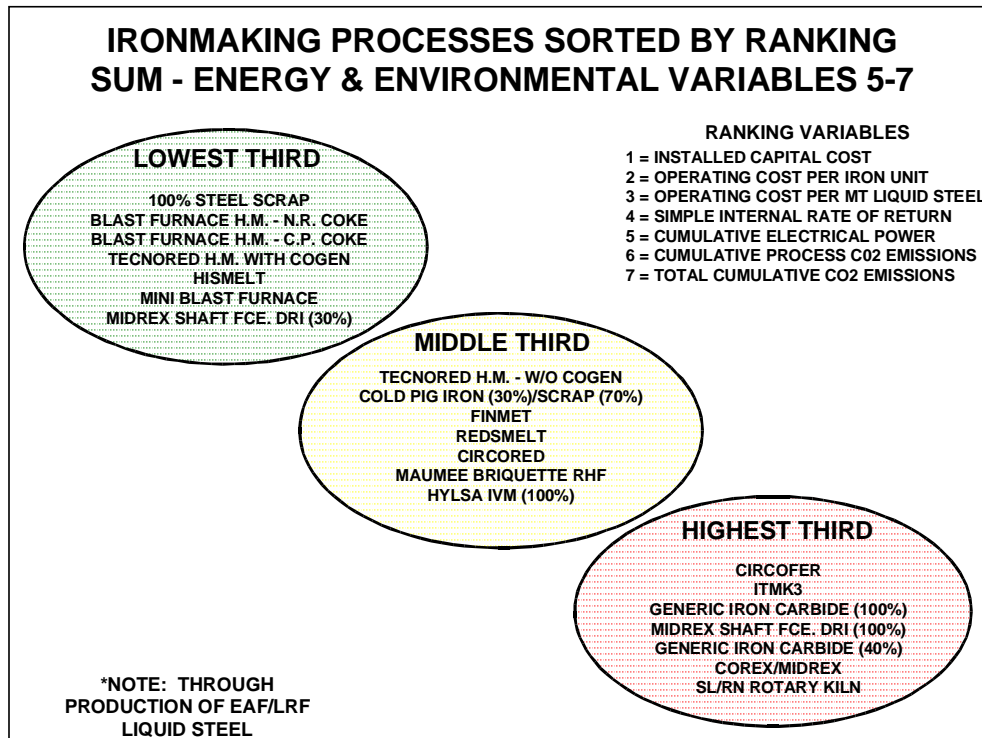 IRONMAKING PROCESSES SORTED BY RANKING
SUM - ENERGY & ENVIRONMENTAL VARIABLES 5-7
RANKING VARIABLES
1 = INSTALLED CAPITAL COST
2 = OPERATING COST PER IRON UNIT
3 = OPERATING COST PER MT LIQUID STEEL
4 = SIMPLE INTERNAL RATE OF RETURN
5 = CUMULATIVE ELECTRICAL POWER
6 = CUMULATIVE PROCESS C02 EMISSIONS
7 = TOTAL CUMULATIVE CO2 EMISSIONS
LOWEST THIRD
100% STEEL SCRAP
BLAST FURNACE H.M. - N.R. COKE
BLAST FURNACE H.M. - C.P. COKE
TECNORED H.M. WITH COGEN
HISMELT
MINI BLAST FURNACE
MIDREX SHAFT FCE. DRI (30%)
MIDDLE THIRD
TECNORED H.M. - W/O COGEN
COLD PIG IRON (30%)/SCRAP (70%)
FINMET
REDSMELT
CIRCORED
MAUMEE BRIQUETTE RHF
HYLSA IVM (100%)
HIGHEST THIRD
CIRCOFER
ITMK3
GENERIC IRON CARBIDE (100%)
MIDREX SHAFT FCE. DRI (100%)
GENERIC IRON CARBIDE (40%)
COREX/MIDREX
SL/RN ROTARY KILN
*NOTE: THROUGH
PRODUCTION OF EAF/LRF
LIQUID STEEL